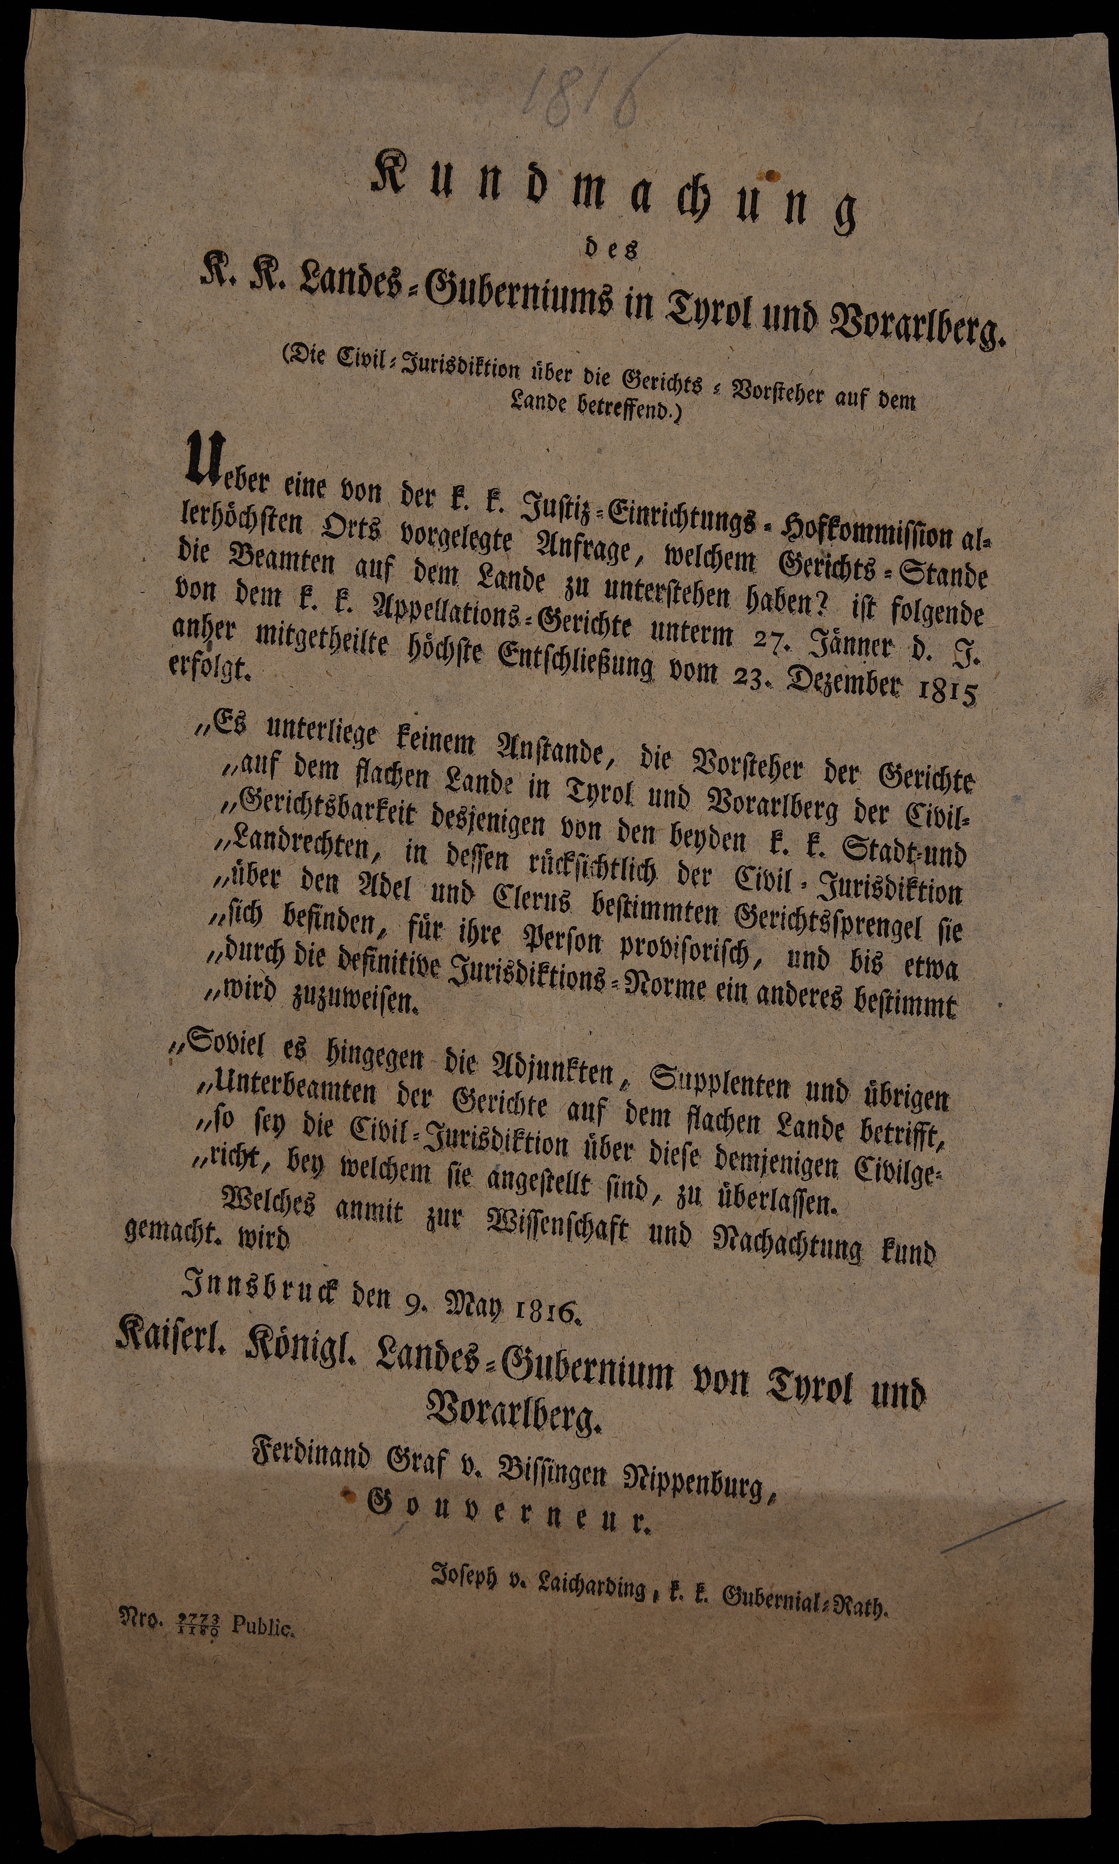 1816
Kundmachung
des
K. K. Landes-Guberniums in Tyrol und Vorarlberg.
(Die Civil-Jurisdiktion über die Gerichts-Vorsteher auf dem
Lande betreffend.)
Ueber eine von der k. k. Justiz-Einrichtungs-Hofkommission al-
lerhöchsten Orts vorgelegte Anfrage, welchem Gerichts-Stande
die Beamten auf dem Lande zu unterstehen haben? ist folgende
von dem k. k. Appellations-Gerichte unterm 27. Jänner d. J.
anher mitgetheilte höchste Entschließung vom 23. Dezember 1815
erfolgt.
„Es unterliege keinem Anstande, die Vorsteher der Gerichte
„auf dem flachen Lande in Tyrol und Vorarlberg der Civil-
„Gerichtsbarkeit desjenigen von den beyden k. k. Stadt-und
„Landrechten, in dessen rücksichtlich der Civil-Jurisdiktion
„über den Adel und Clerus bestimmten Gerichtssprengel sie
„sich befinden, für ihre Person provisorisch, und bis etwa
„durch die definitive Jurisdiktions-Norme ein anderes bestimmt
„wird zuzuweisen.
„Soviel es hingegen die Adjunkten, Supplenten und übrigen
„Unterbeamten der Gerichte auf dem flachen Lande betrifft,
„so sey die Civil-Jurisdiktion über diese demjenigen Civilge-
„richt, bey welchem sie angestellt sind, zu überlassen.
Welches anmit zur Wissenschaft und Nachachtung kund
gemacht. wird
Innsbruck den 9. May 1816.
Kaiserl. Königl. Landes-Gubernium von Tyrol und
Vorarlberg.
Ferdinand Graf v. Bissingen Nippenburg,
Gouverneur.
Joseph v. Laicharding, k. k. Gubernial-Rath.
Nro. 9773/1180 Public.